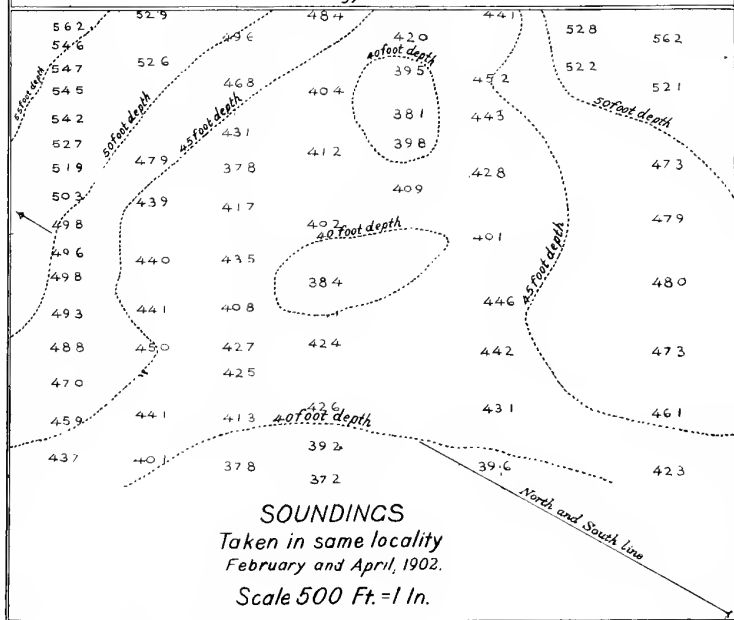 529 484 441
562 496 420 528 562
546 40 foot depth
547 526 395 522
55 foot depth 468 452
545 404 521
542 50 foot depth 45 foot depth 381 443 50 foot depth
527 431 398
519 479 412 473
378 428
503 439 417 409
498 402 479
40 foot depth 401
496 440 435
498 384 45 foot depth 480
493 441 408 446
488 450 427 424 442 473
470 425
459 441 413 426 431 461
40 foot depth
437 401 378 392 396 423
372
North and South line
SOUNDINGS
Taken in same locality
February and April, 1902.
Scale 500 Ft. = 1 In.